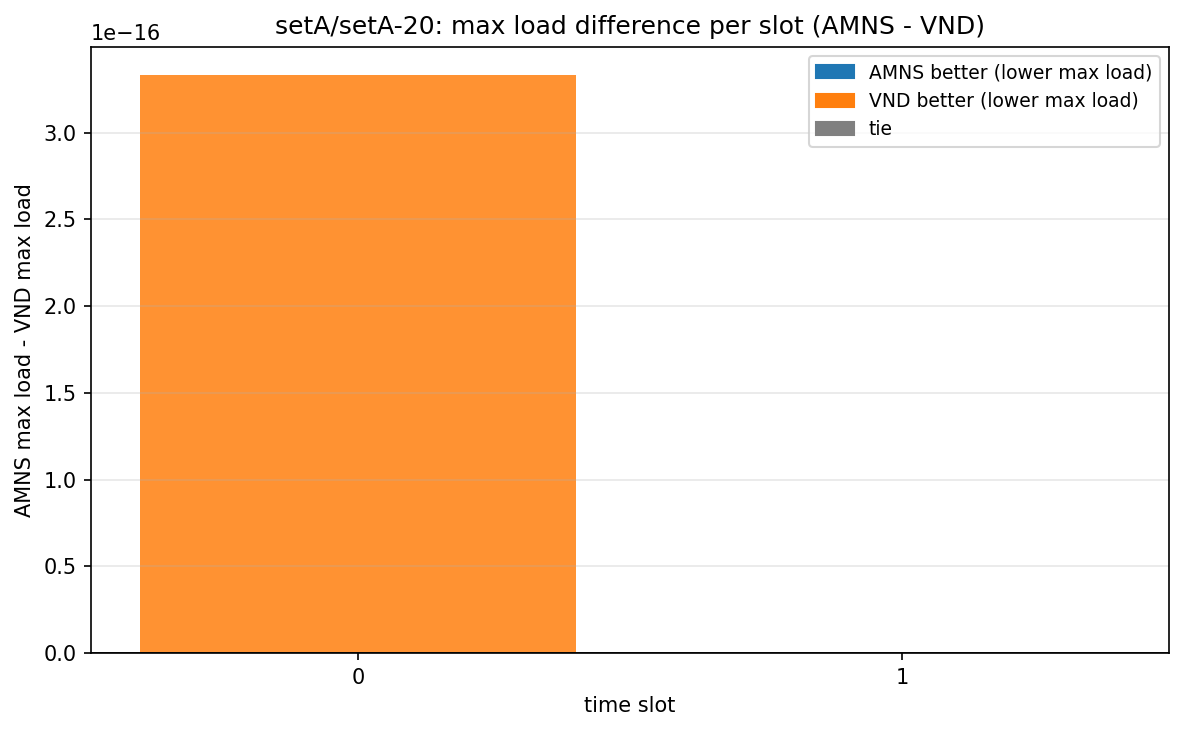 setA/setA-20: max load difference per slot (AMNS - VND)
1e−16
AMNS better (lower max load)
VND better (lower max load)
tie
AMNS max load - VND max load
3.0
2.5
2.0
1.5
1.0
0.5
0.0
0
1
time slot